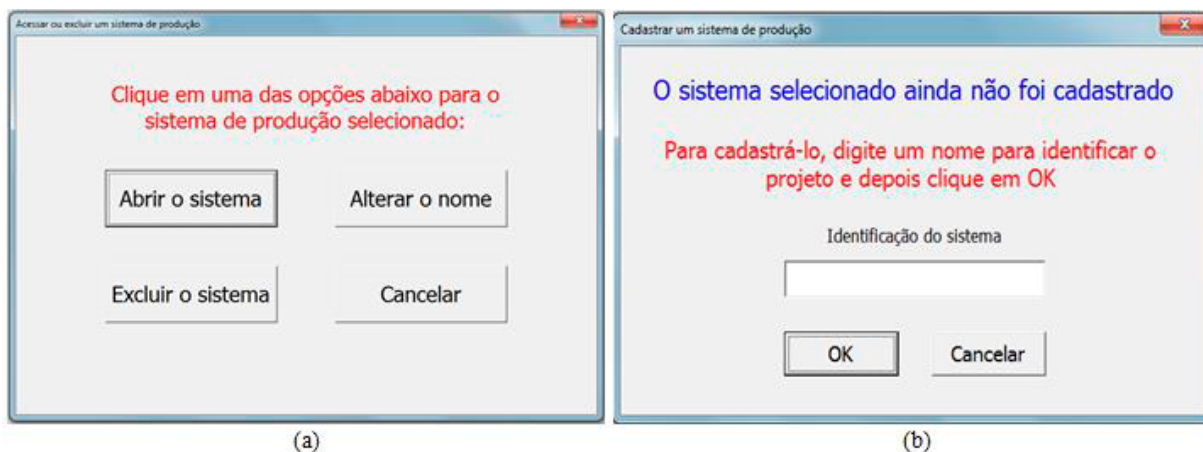 Acessar ou excluir um sistema de produção
Clique em uma das opções abaixo para o
sistema de produção selecionado:
Abrir o sistema
Alterar o nome
Excluir o sistema
Cancelar
(a)
Cadastrar um sistema de produção
O sistema selecionado ainda não foi cadastrado
Para cadastrá-lo, digite um nome para identificar o
projeto e depois clique em OK
Identificação do sistema
OK
Cancelar
(b)